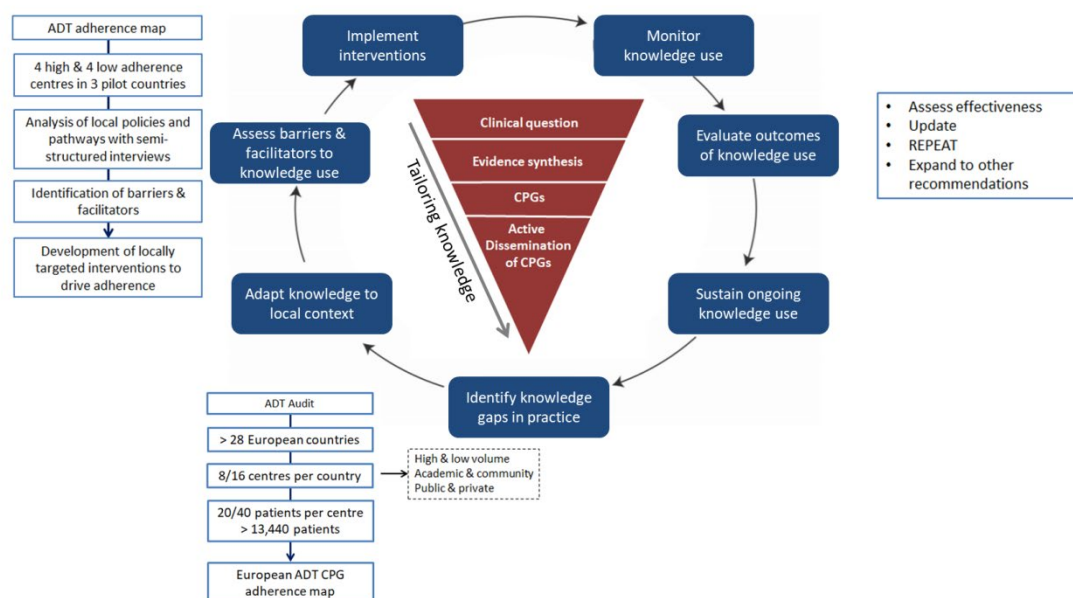 ADT adherence map
4 high & 4 low adherence
centres in 3 pilot countries
Analysis of local policies and
pathways with semi-
structured interviews
Identification of barriers &
facilitators
Development of locally
targeted interventions to
drive adherence
Implement
interventions
Monitor
knowledge use
Assess barriers &
facilitators to
knowledge use
Evaluate outcomes
of knowledge use
Adapt knowledge to
local context
Sustain ongoing
knowledge use
Identify knowledge
gaps in practice
Tailoring knowledge
Clinical question
Evidence synthesis
CPGs
Active
Dissemination
of CPGs
• Assess effectiveness
• Update
• REPEAT
• Expand to other
recommendations
ADT Audit
> 28 European countries
8/16 centres per country
High & low volume
Academic & community
Public & private
20/40 patients per centre
> 13,440 patients
European ADT CPG
adherence map